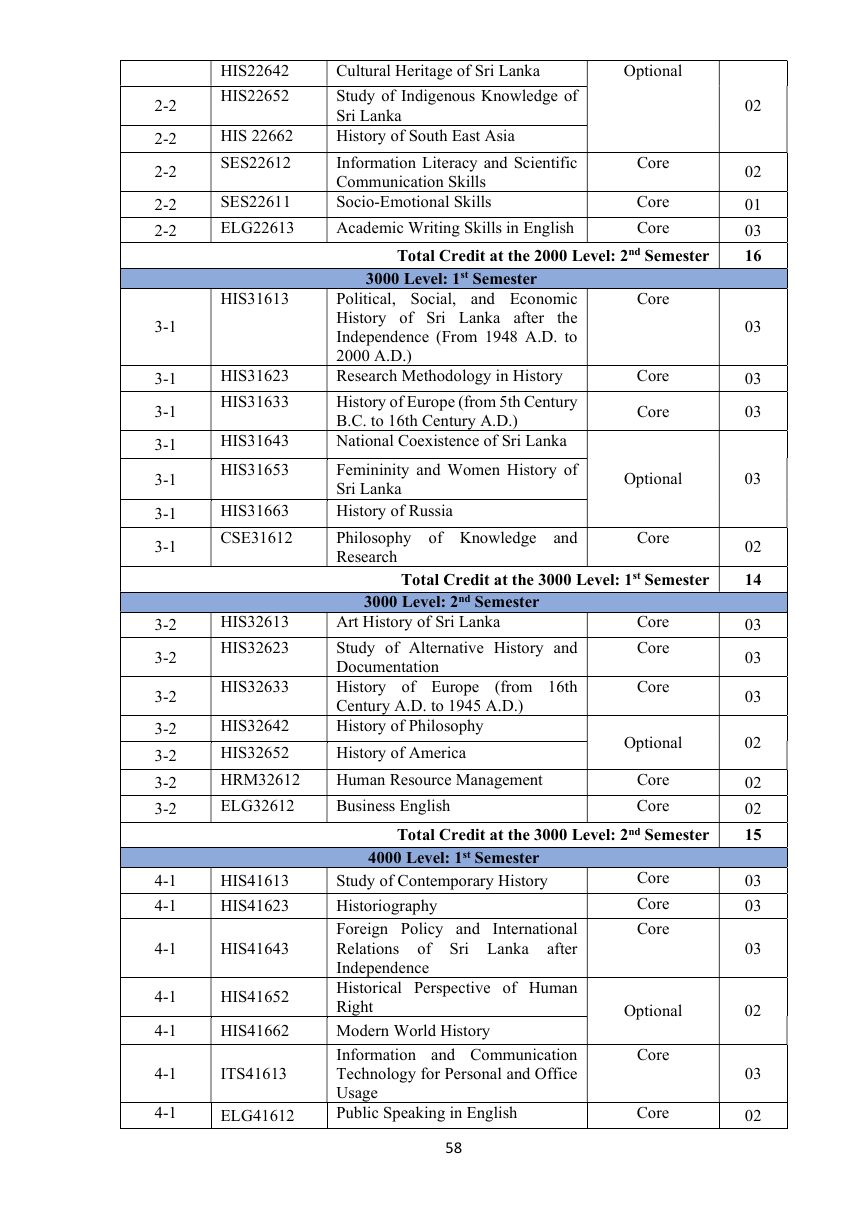 HIS22642 Cultural Heritage of Sri Lanka Optional
2-2 HIS22652 Study of Indigenous Knowledge of
Sri Lanka 02
2-2 HIS 22662 History of South East Asia
2-2 SES22612 Information Literacy and Scientific Core 02
Communication Skills
2-2 SES22611 Socio-Emotional Skills Core 01
2-2 ELG22613 Academic Writing Skills in English Core 03
Total Credit at the 2000 Level: 2nd Semester 16
3000 Level: 1st Semester
3-1 HIS31613 Political, Social, and Economic Core 03
History of Sri Lanka after the
Independence (From 1948 A.D. to
2000 A.D.)
3-1 HIS31623 Research Methodology in History Core 03
3-1 HIS31633 History of Europe (from 5th Century Core 03
B.C. to 16th Century A.D.)
3-1 HIS31643 National Coexistence of Sri Lanka
3-1 HIS31653 Femininity and Women History of Optional 03
Sri Lanka
3-1 HIS31663 History of Russia
3-1 CSE31612 Philosophy of Knowledge and Core 02
Research
Total Credit at the 3000 Level: 1st Semester 14
3000 Level: 2nd Semester
3-2 HIS32613 Art History of Sri Lanka Core 03
3-2 HIS32623 Study of Alternative History and Core 03
Documentation
3-2 HIS32633 History of Europe (from 16th Core 03
Century A.D. to 1945 A.D.)
3-2 HIS32642 History of Philosophy Optional 02
3-2 HIS32652 History of America
3-2 HRM32612 Human Resource Management Core 02
3-2 ELG32612 Business English Core 02
Total Credit at the 3000 Level: 2nd Semester 15
4000 Level: 1st Semester
4-1 HIS41613 Study of Contemporary History Core 03
4-1 HIS41623 Historiography Core 03
4-1 HIS41643 Foreign Policy and International Core 03
Relations of Sri Lanka after
Independence
4-1 HIS41652 Historical Perspective of Human Optional 02
Right
4-1 HIS41662 Modern World History
4-1 ITS41613 Information and Communication Core 03
Technology for Personal and Office
Usage
4-1 ELG41612 Public Speaking in English Core 02
58